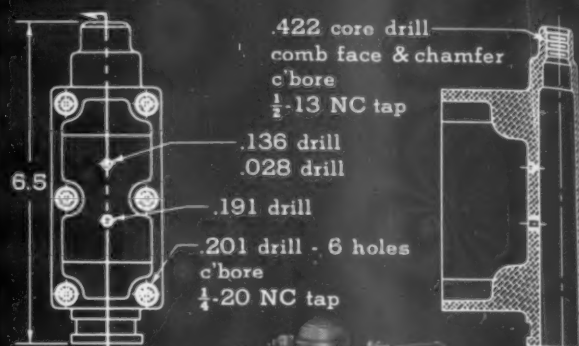 .422 core drill
comb face & chamfer
c'bore
½-13 NC tap
.136 drill
.028 drill
6.5
.191 drill
.201 drill - 6 holes
c'bore
¼-20 NC tap